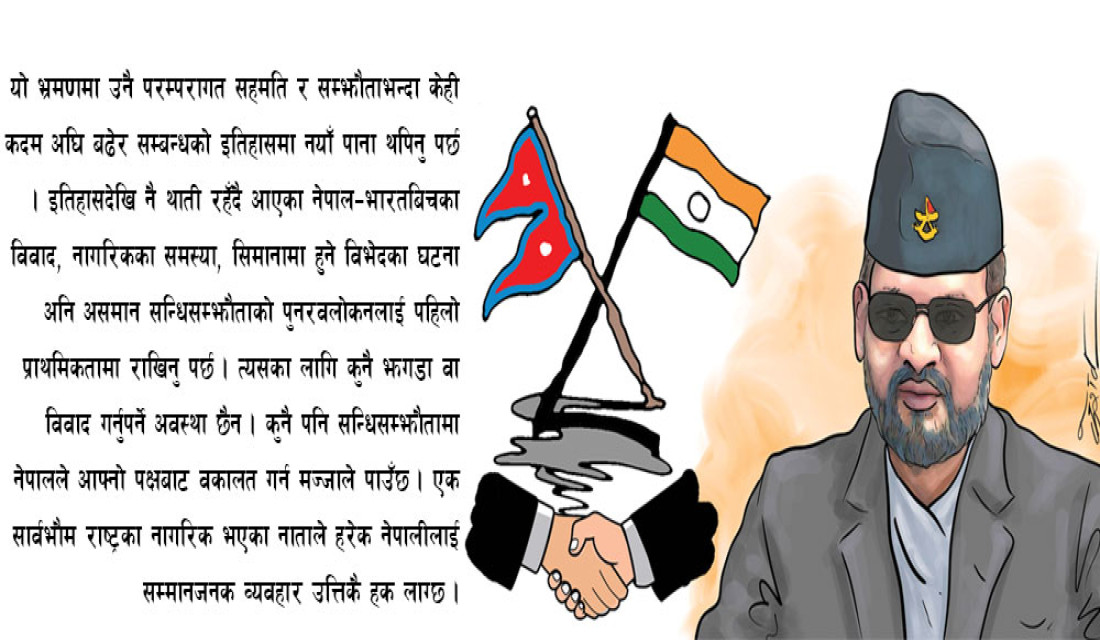 यो भ्रमणमा उनै परम्परागत सहमति र सम्झौताभन्दा केही
कदम अघि बढेर सम्बन्धको इतिहासमा नयाँ पाना थपिनु पर्छ
। इतिहासदेखि नै थाती रहँदै आएका नेपाल-भारतबिचका
विवाद, नागरिकका समस्या, सिमानामा हुने विभेदका घटना
अनि असमान सन्धिसम्झौताको पुनरवलोकनलाई पहिलो
प्राथमिकतामा राखिनु पर्छ । त्यसका लागि कुनै झगडा वा
विवाद गर्नुपर्ने अवस्था छैन । कुनै पनि सन्धिसम्झौतामा
नेपालले आफ्नो पक्षबाट वकालत गर्न मज्जाले पाउँछ । एक
सार्वभौम राष्ट्रका नागरिक भएका नाताले हरेक नेपालीलाई
सम्मानजनक व्यवहार उत्तिकै हक लाग्छ ।